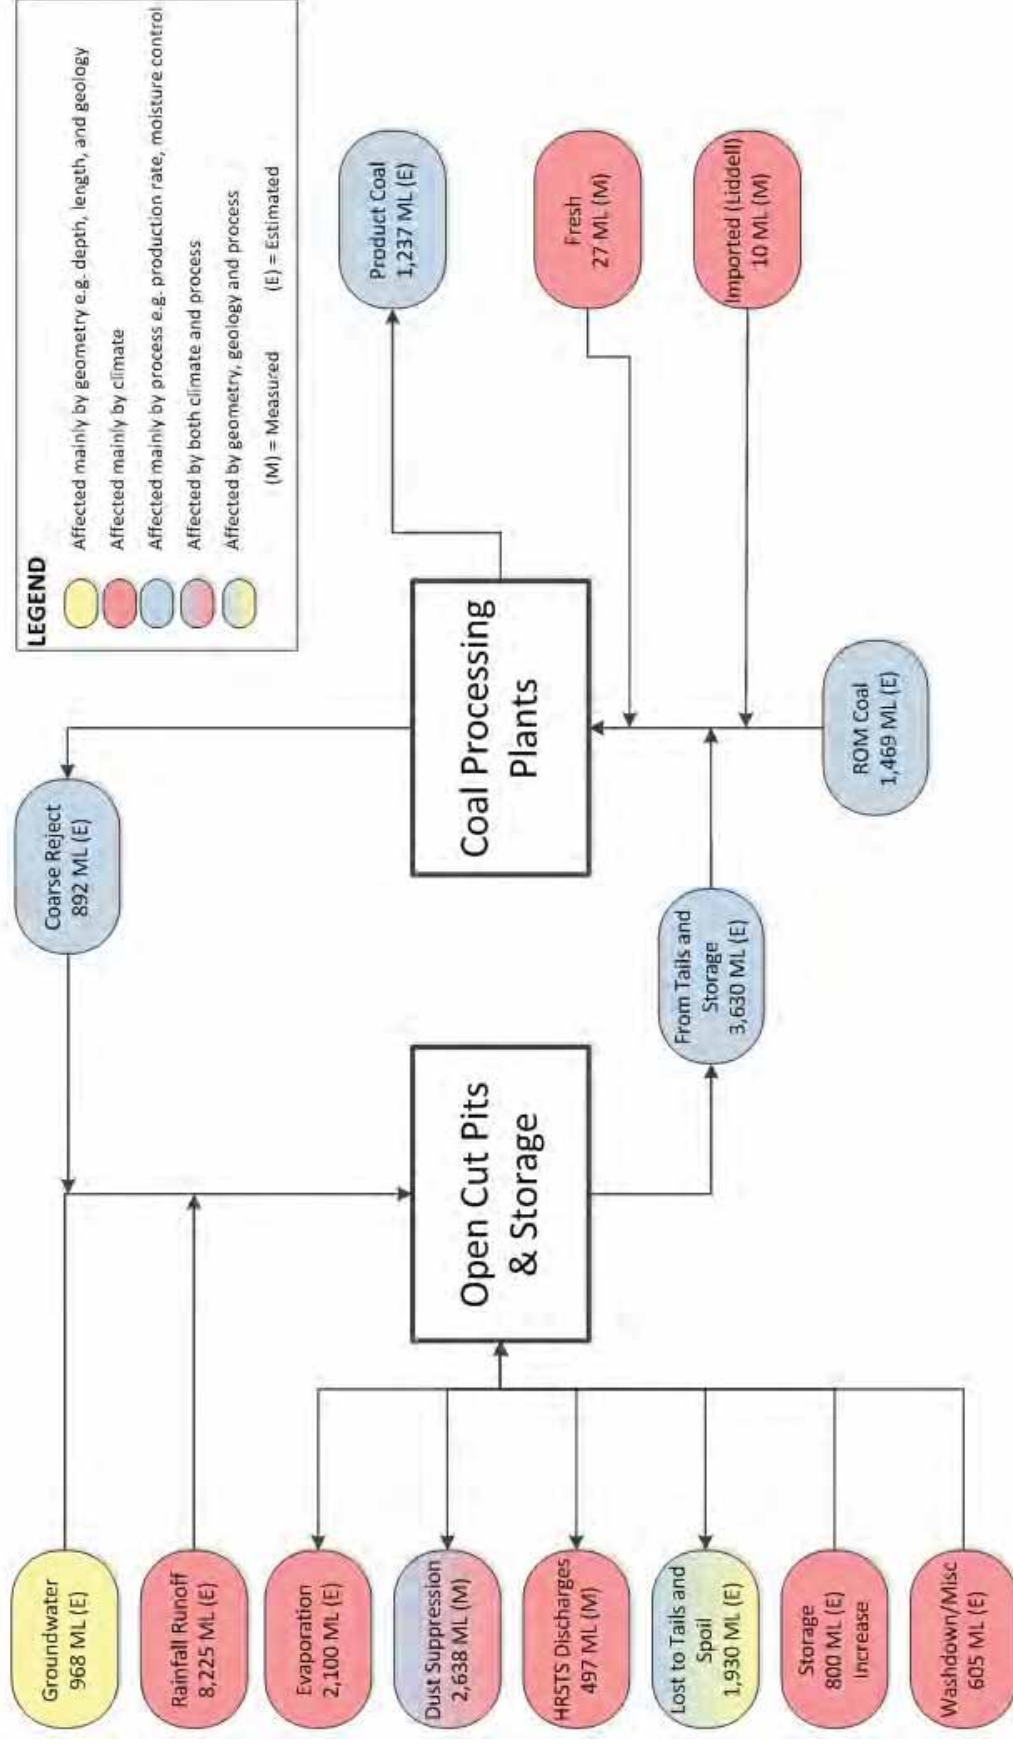 LEGEND
Affected mainly by geometry e.g. depth, length, and geology
Affected mainly by climate
Affected mainly by process e.g. production rate, moisture control
Affected by both climate and process
Affected by geometry, geology and process
(M) = Measured (E) = Estimated
Groundwater
968 ML (E)
Rainfall Runoff
8,225 ML (E)
Evaporation
2,100 ML (E)
Dust Suppression
2,638 ML (M)
HRSTS Discharges
497 ML (M)
Lost to Tails and
Spoil
1,930 ML (E)
Storage
800 ML (E)
Increase
Washdown/Misc
605 ML (E)
Open Cut Pits
& Storage
Coarse Reject
892 ML (E)
From Tails and
Storage
3,630 ML (E)
Coal Processing
Plants
ROM Coal
1,469 ML (E)
Product Coal
1,237 ML (E)
Fresh
27 ML (M)
Imported (Liddell)
10 ML (M)